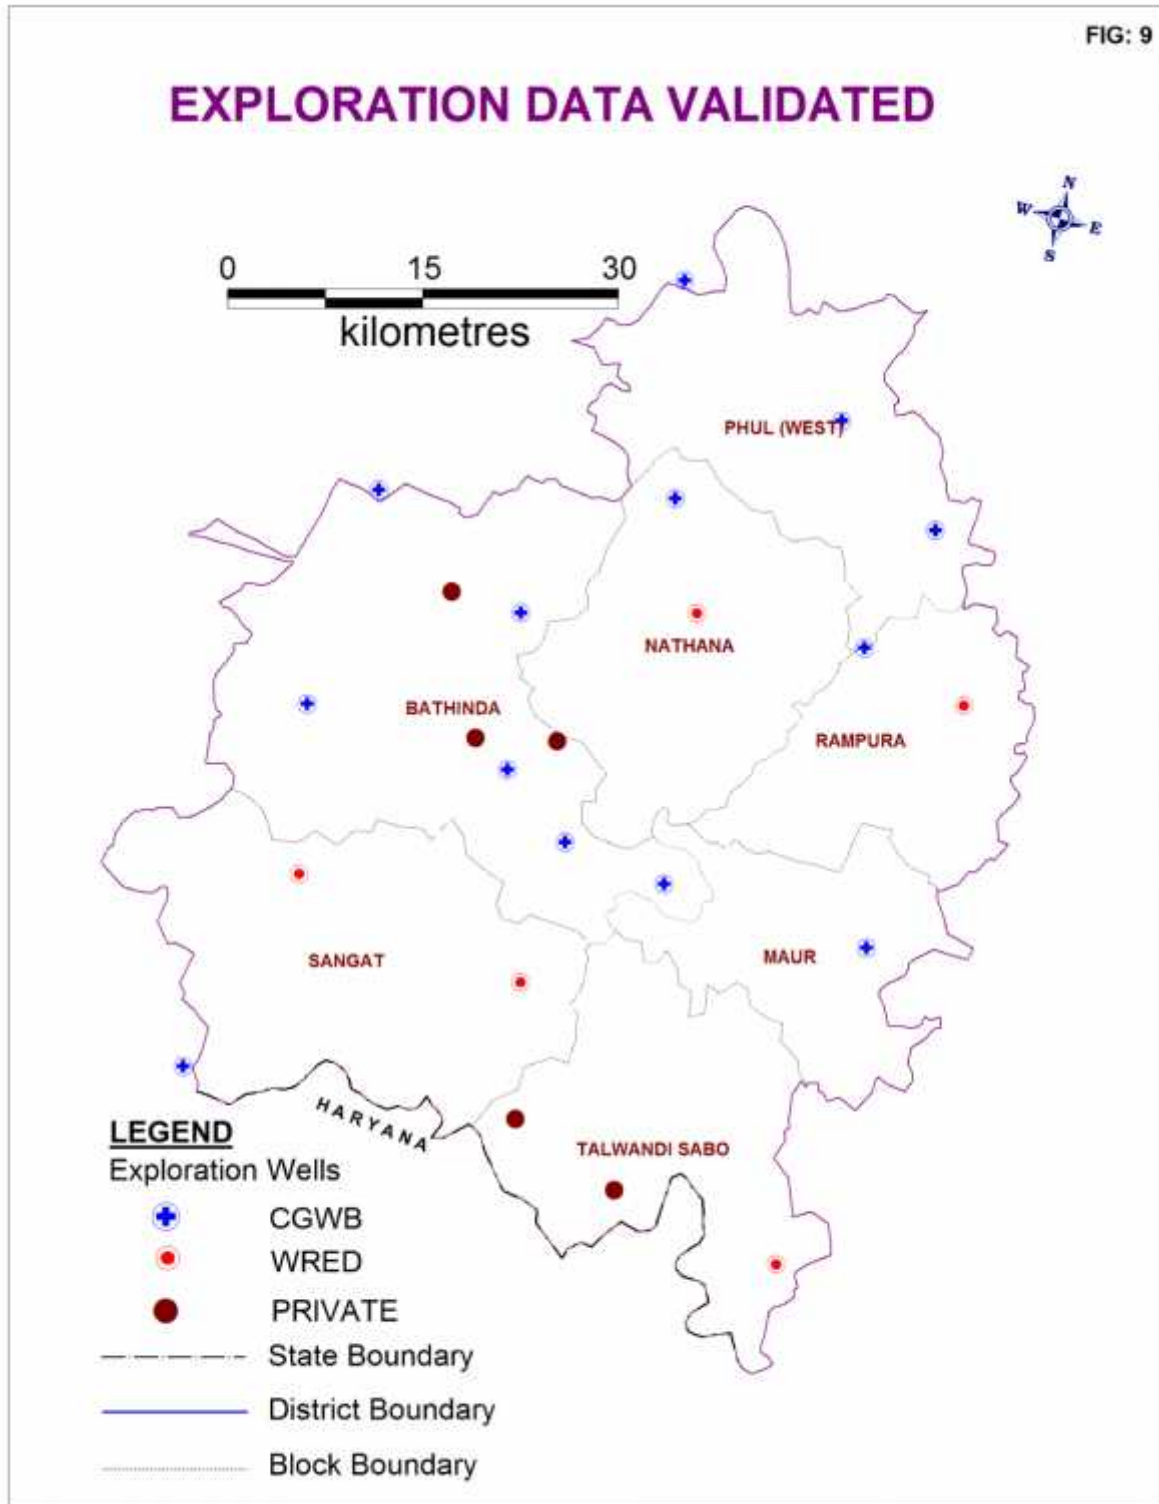 FIG: 9
EXPLORATION DATA VALIDATED
N
W
E
S
0 15 30
kilometres
PHUL (WEST)
NATHANA
BATHINDA
RAMPURA
SANGAT
MAUR
HARYANA
TALWANDI SABO
LEGEND
Exploration Wells
CGWB
WRED
PRIVATE
State Boundary
District Boundary
Block Boundary